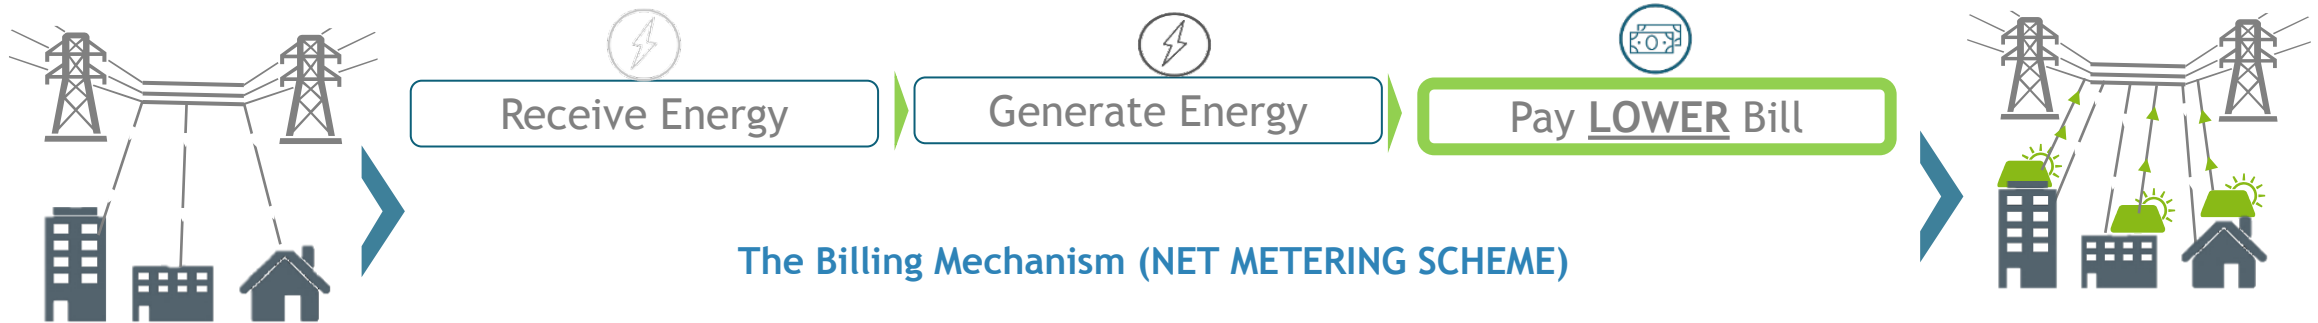 Receive Energy
Generate Energy
Pay LOWER Bill
The Billing Mechanism (NET METERING SCHEME)